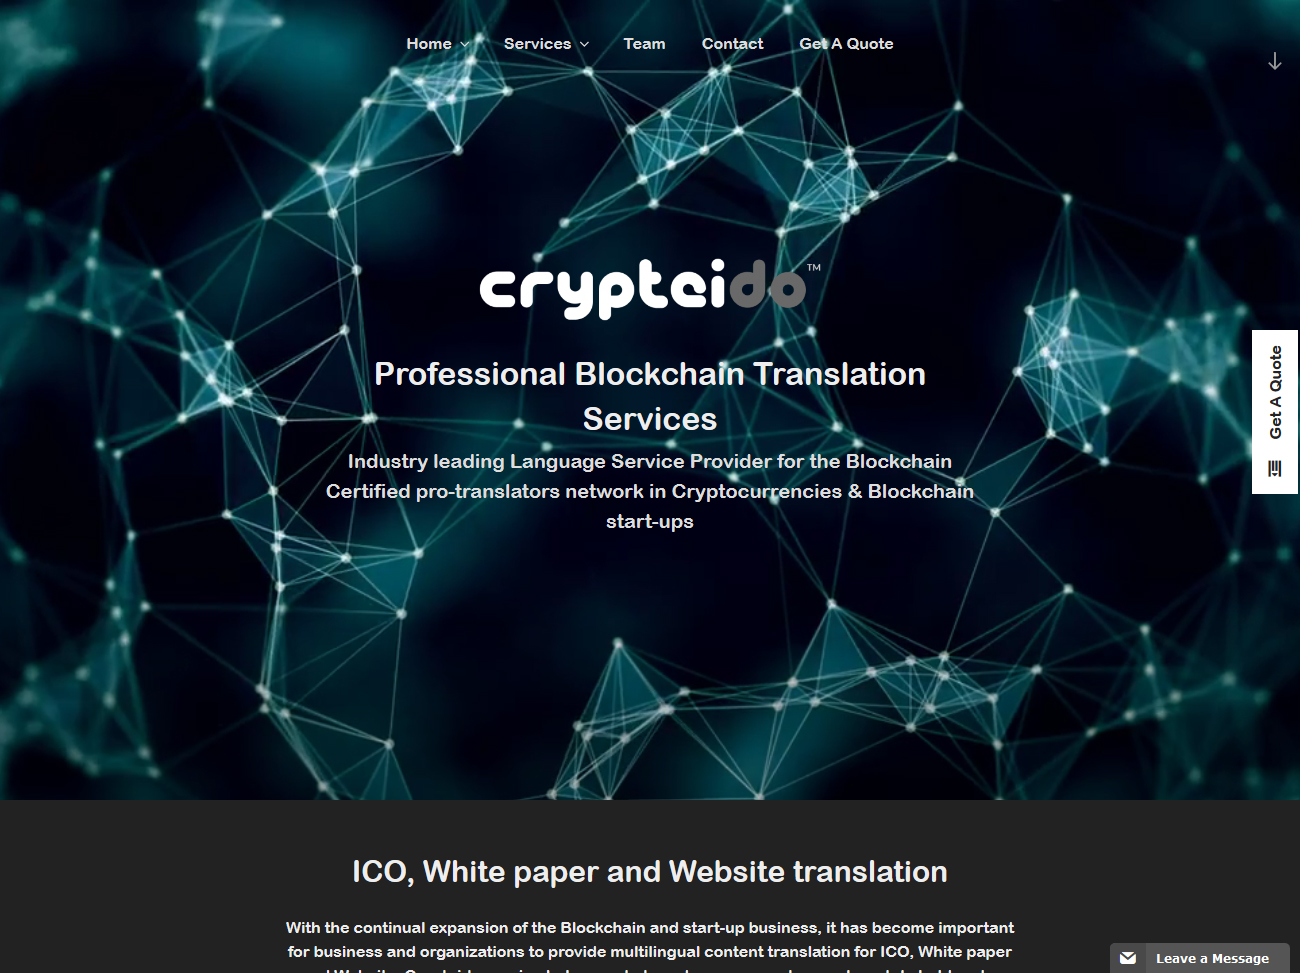 Home Services Team Contact Get A Quote
crypteido™
Professional Blockchain Translation
Services
Industry leading Language Service Provider for the Blockchain
Certified pro-translators network in Cryptocurrencies & Blockchain
start-ups
Get A Quote
ICO, White paper and Website translation
With the continual expansion of the Blockchain and start-up business, it has become important
for business and organizations to provide multilingual content translation for ICO, White paper
Leave a Message